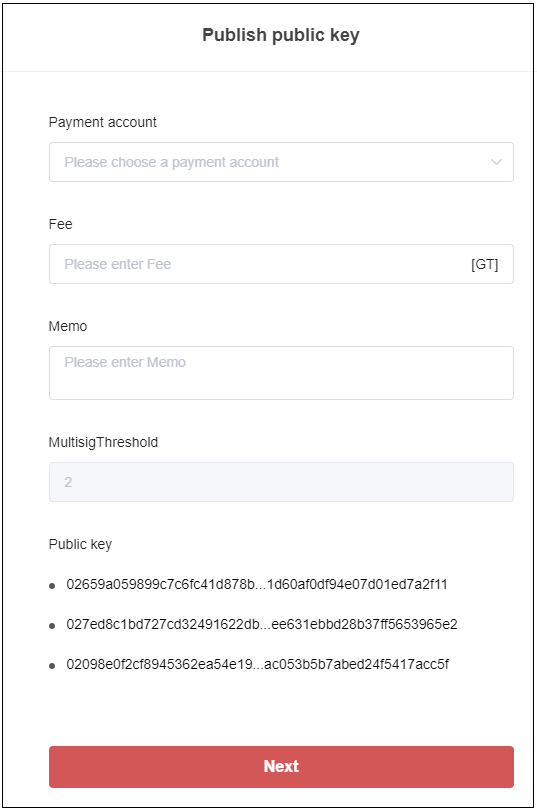 Publish public key
Payment account
Please choose a payment account
Fee
Please enter Fee [GT]
Memo
Please enter Memo
MultisigThreshold
2
Public key
02659a059899c7c6fc41d878b...1d60af0df94e07d01ed7a2f11
027ed8c1bd727cd32491622db...ee631ebbd28b37ff5653965e2
02098e0f2cf8945362ea54e19...ac053b5b7abed24f5417acc5f
Next